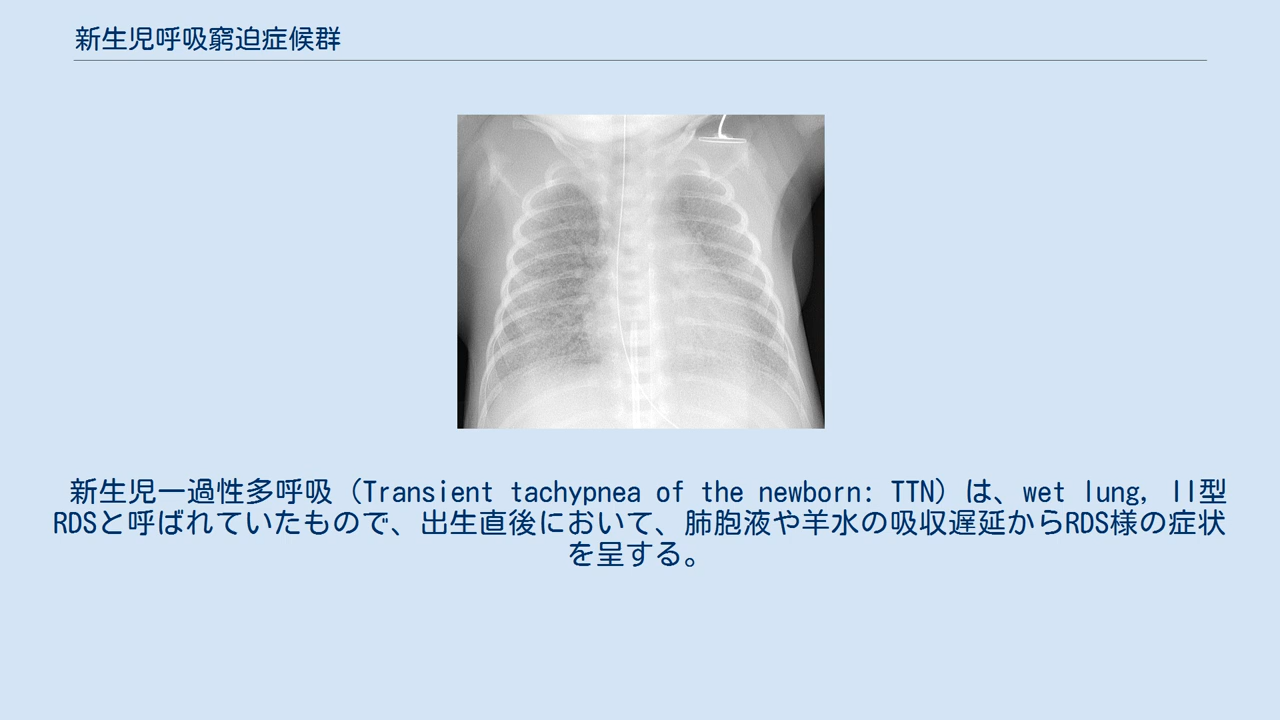 新生児呼吸窮迫症候群
新生児一過性多呼吸（Transient tachypnea of the newborn: TTN）は、wet lung, II型
RDSと呼ばれていたもので、出生直後において、肺胞液や羊水の吸収遅延からRDS様の症状
を呈する。